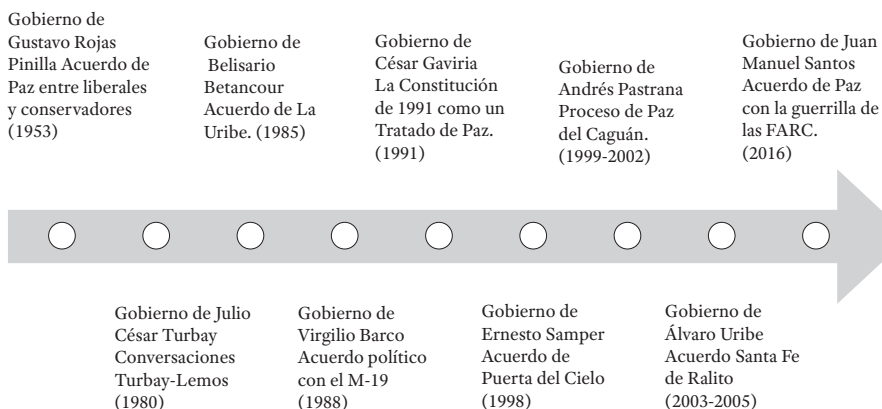 Gobierno de
Gustavo Rojas
Pinilla Acuerdo de
Paz entre liberales
y conservadores
(1953)
Gobierno de
Belisario
Betancour
Acuerdo de La
Uribe. (1985)
Gobierno de
César Gaviria
La Constitución
de 1991 como un
Tratado de Paz.
(1991)
Gobierno de
Andrés Pastrana
Proceso de Paz
del Caguán.
(1999-2002)
Gobierno de Juan
Manuel Santos
Acuerdo de Paz
con la guerrilla de
las FARC.
(2016)
Gobierno de Julio
César Turbay
Conversaciones
Turbay-Lemos
(1980)
Gobierno de
Virgilio Barco
Acuerdo político
con el M-19
(1988)
Gobierno de
Ernesto Samper
Acuerdo de
Puerta del Cielo
(1998)
Gobierno de
Álvaro Uribe
Acuerdo Santa Fe
de Ralito
(2003-2005)